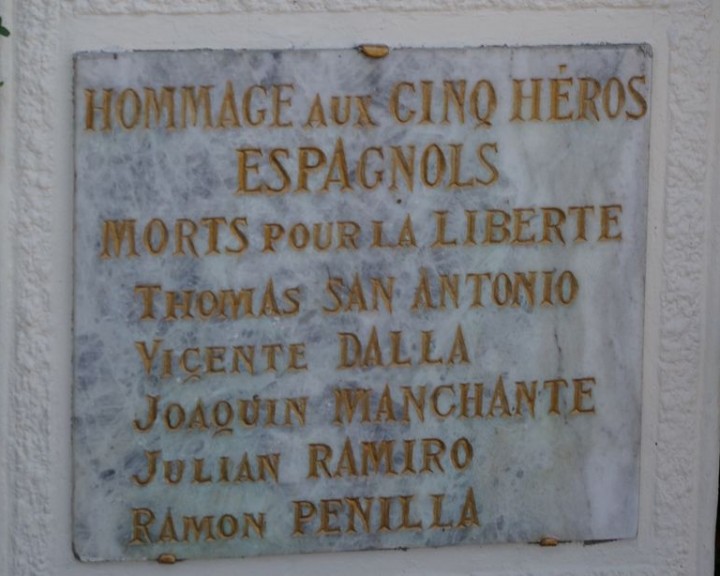 HOMMAGE AUX CINQ HÉROS
ESPAGNOLS
MORTS POUR LA LIBERTE
THOMAS SAN ANTONIO
VICENTE DALLA
JOAQUIN MANCHANTE
JULIAN RAMIRO
RAMON PENILLA